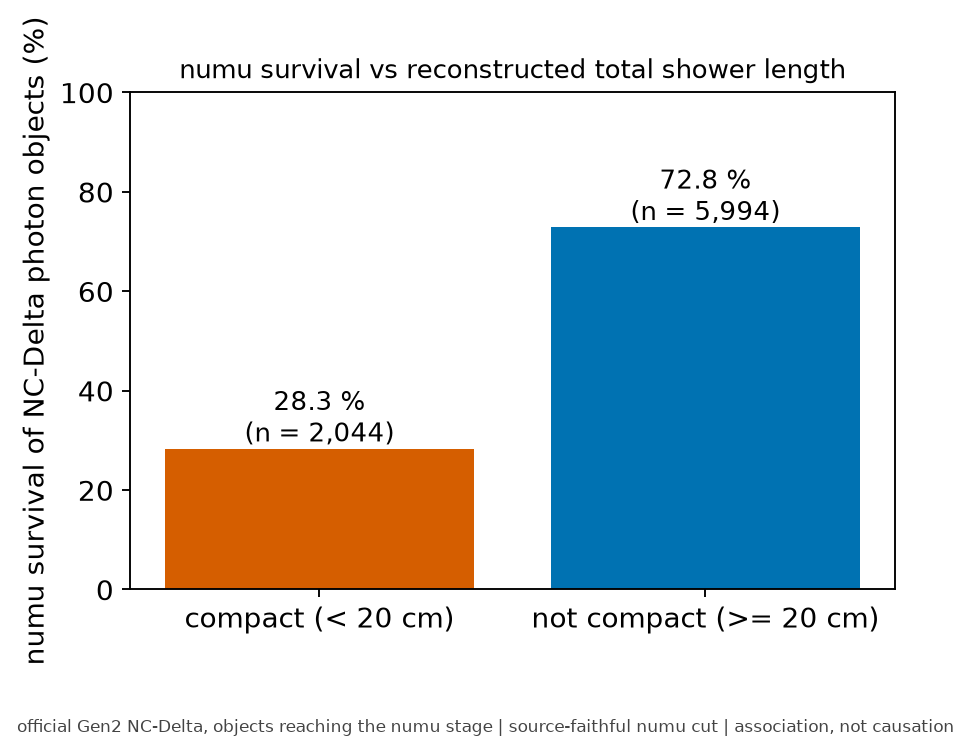 numu survival vs reconstructed total shower length
numu survival of NC-Delta photon objects (%)
100
80
60
40
20
0
28.3 %
(n = 2,044)
72.8 %
(n = 5,994)
compact (< 20 cm)
not compact (>= 20 cm)
official Gen2 NC-Delta, objects reaching the numu stage | source-faithful numu cut | association, not causation